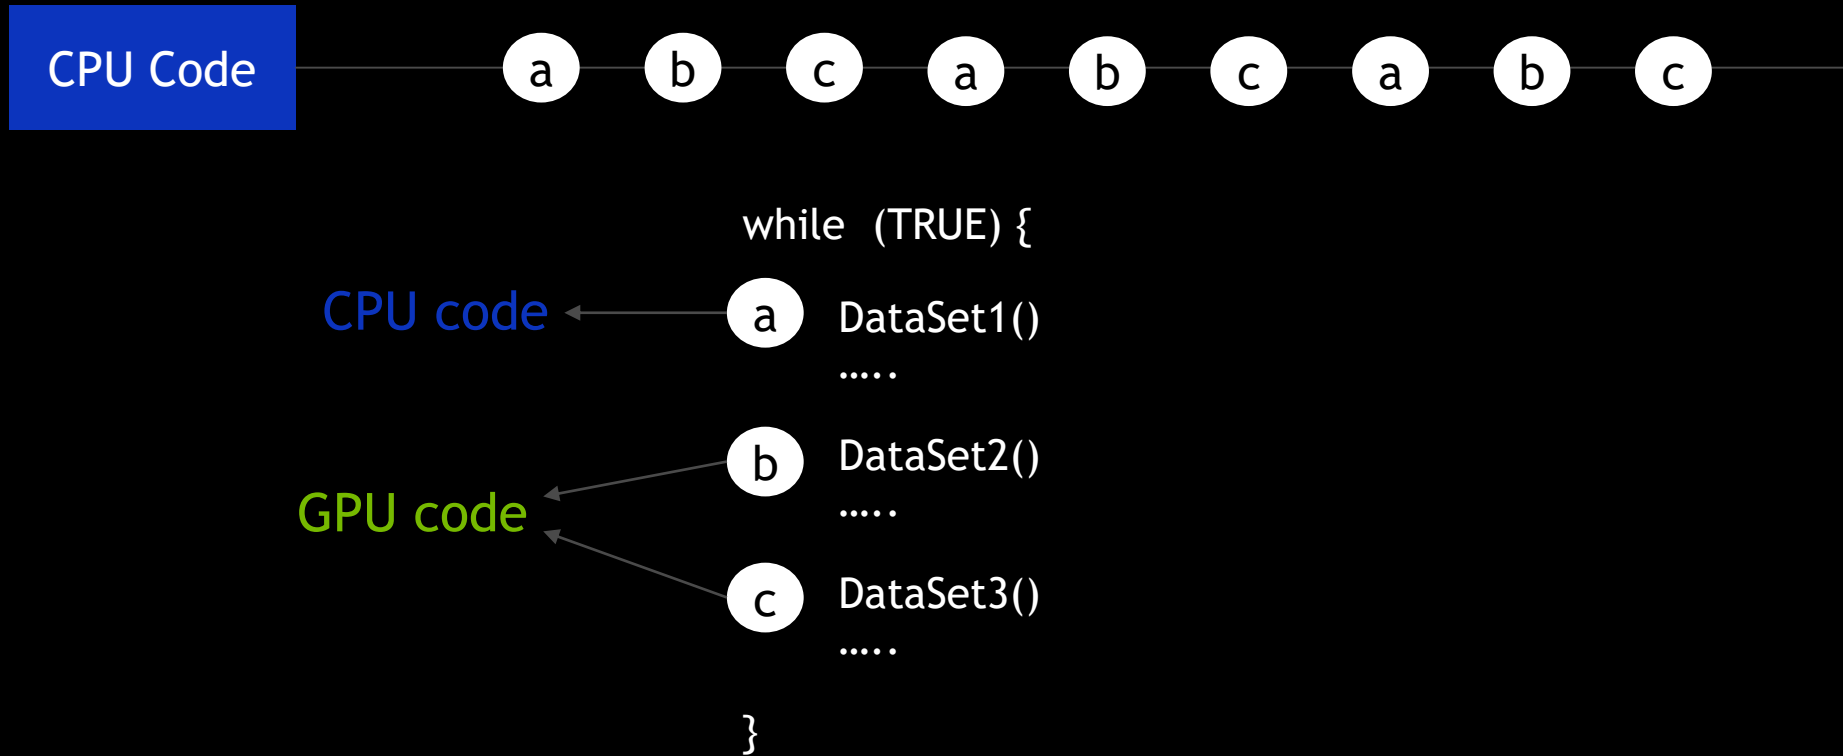 CPU Code a b c a b c a b c
while (TRUE) {
CPU code a DataSet1()
.....
b DataSet2()
.....
GPU code
c DataSet3()
.....
}